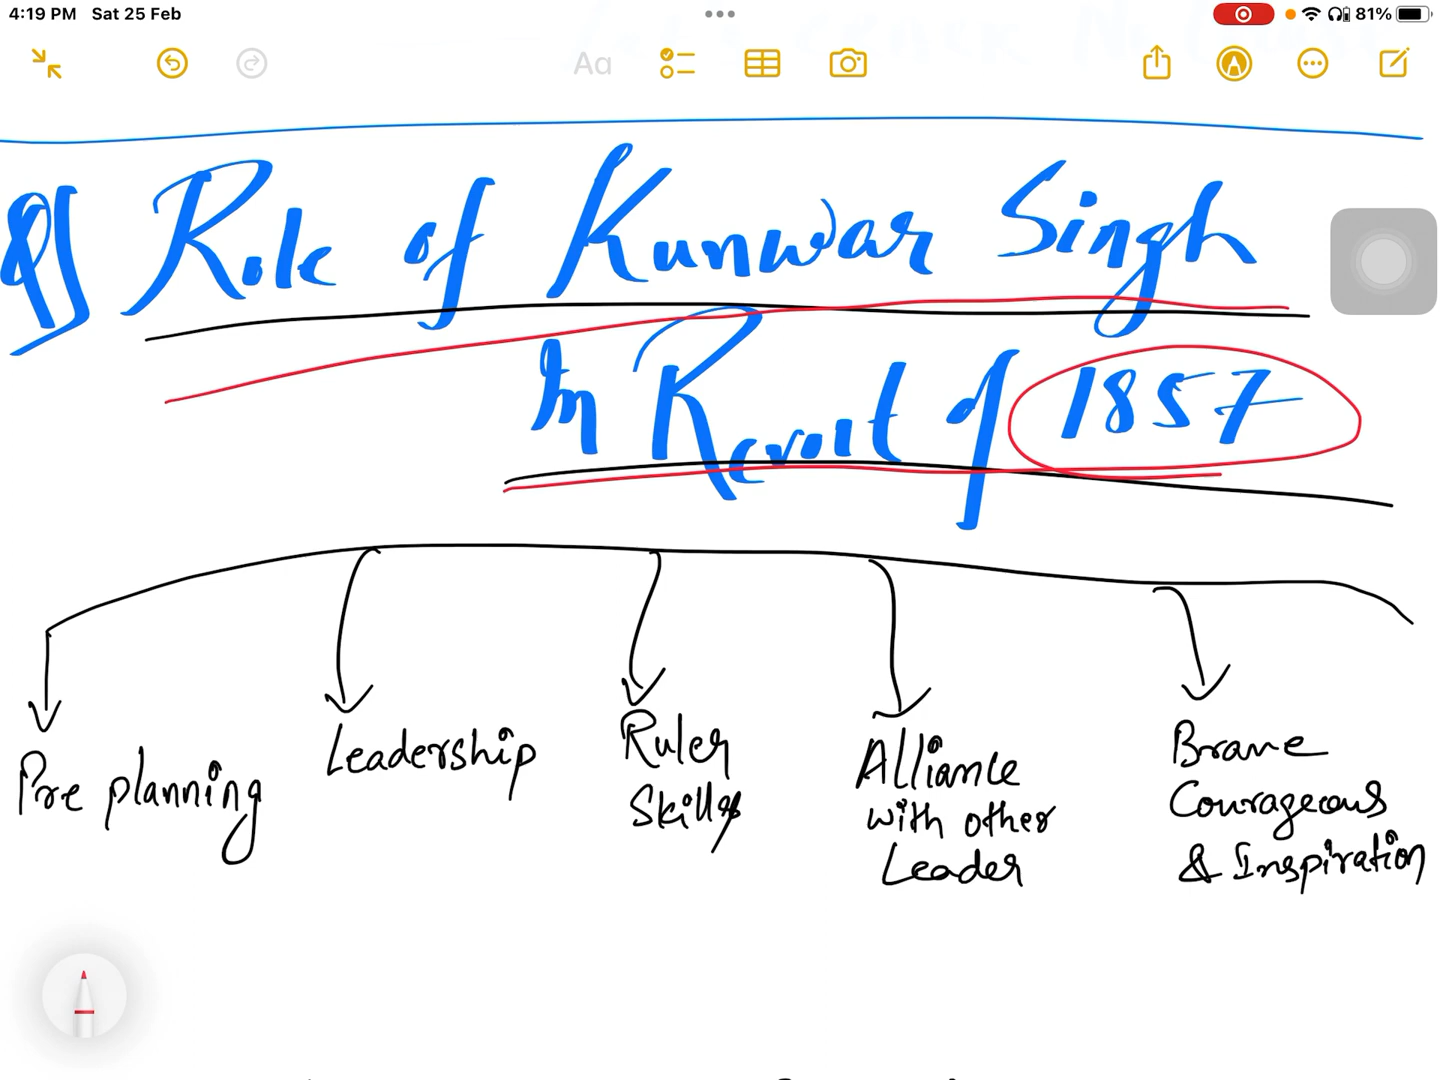 4:19 PM Sat 25 Feb
81%
Aa
Q) Role of Kunwar Singh
In Revolt of 1857
Pre planning
Leadership
Ruler
Skills
Alliance
with other
Leader
Brave
Courageous
& Inspiration